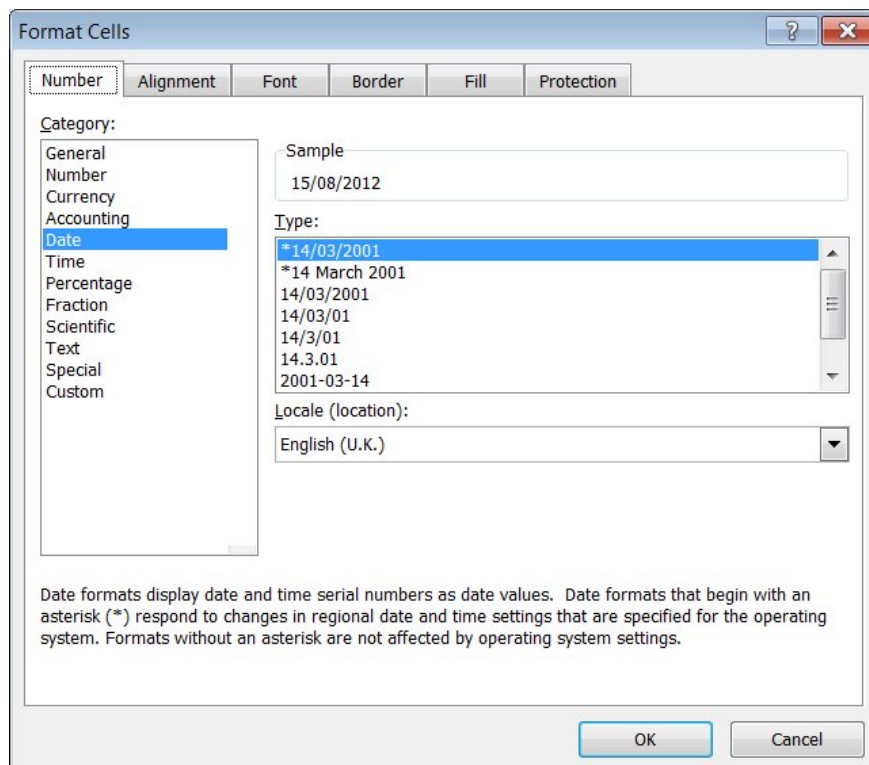 Format Cells
Number Alignment Font Border Fill Protection
Category:
General
Number
Currency
Accounting
Date
Time
Percentage
Fraction
Scientific
Text
Special
Custom
Sample
15/08/2012
Type:
*14/03/2001
*14 March 2001
14/03/2001
14/03/01
14/3/01
14.3.01
2001-03-14
Locale (location):
English (U.K.)
Date formats display date and time serial numbers as date values.  Date formats that begin with an
asterisk (*) respond to changes in regional date and time settings that are specified for the operating
system. Formats without an asterisk are not affected by operating system settings.
OK Cancel